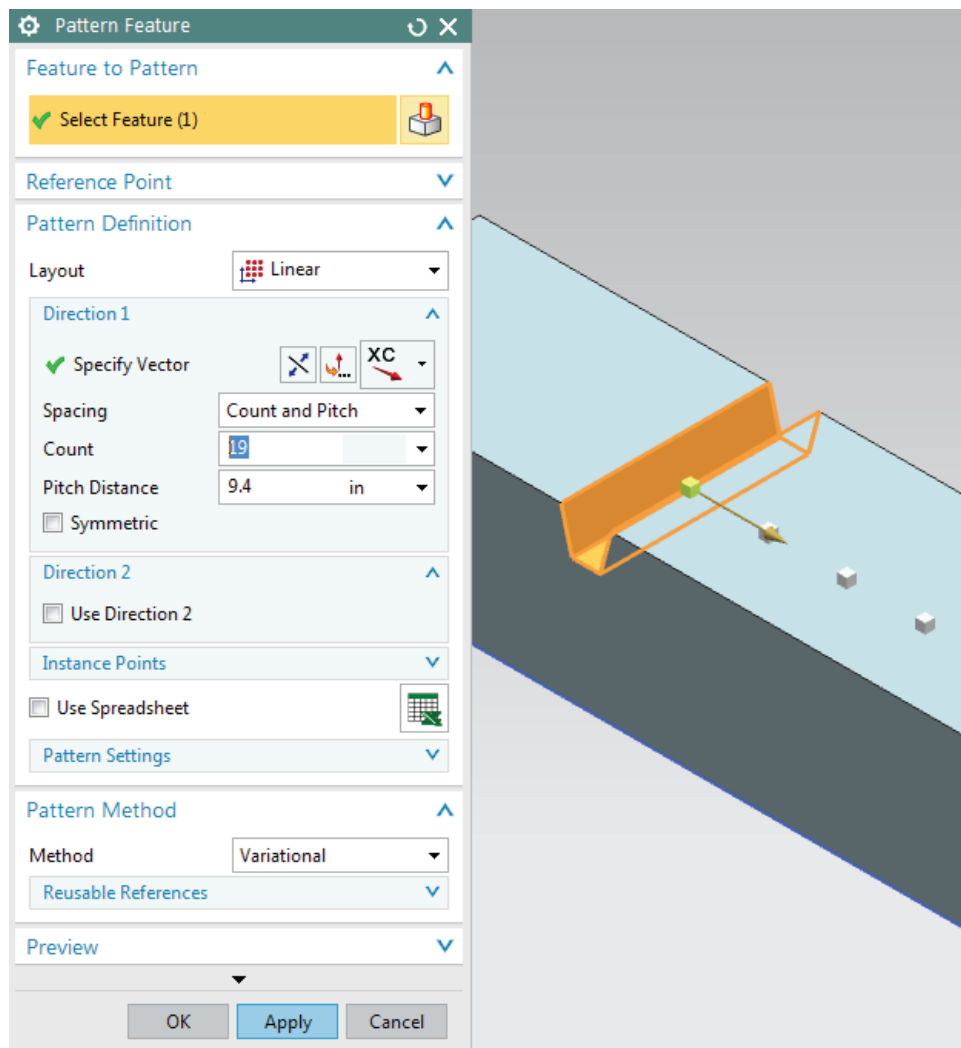 Pattern Feature
Feature to Pattern
Select Feature (1)
Reference Point
Pattern Definition
Layout Linear
Direction 1
Specify Vector XC
Spacing Count and Pitch
Count 19
Pitch Distance 9.4 in
Symmetric
Direction 2
Use Direction 2
Instance Points
Use Spreadsheet
Pattern Settings
Pattern Method
Method Variational
Reusable References
Preview
OK Apply Cancel